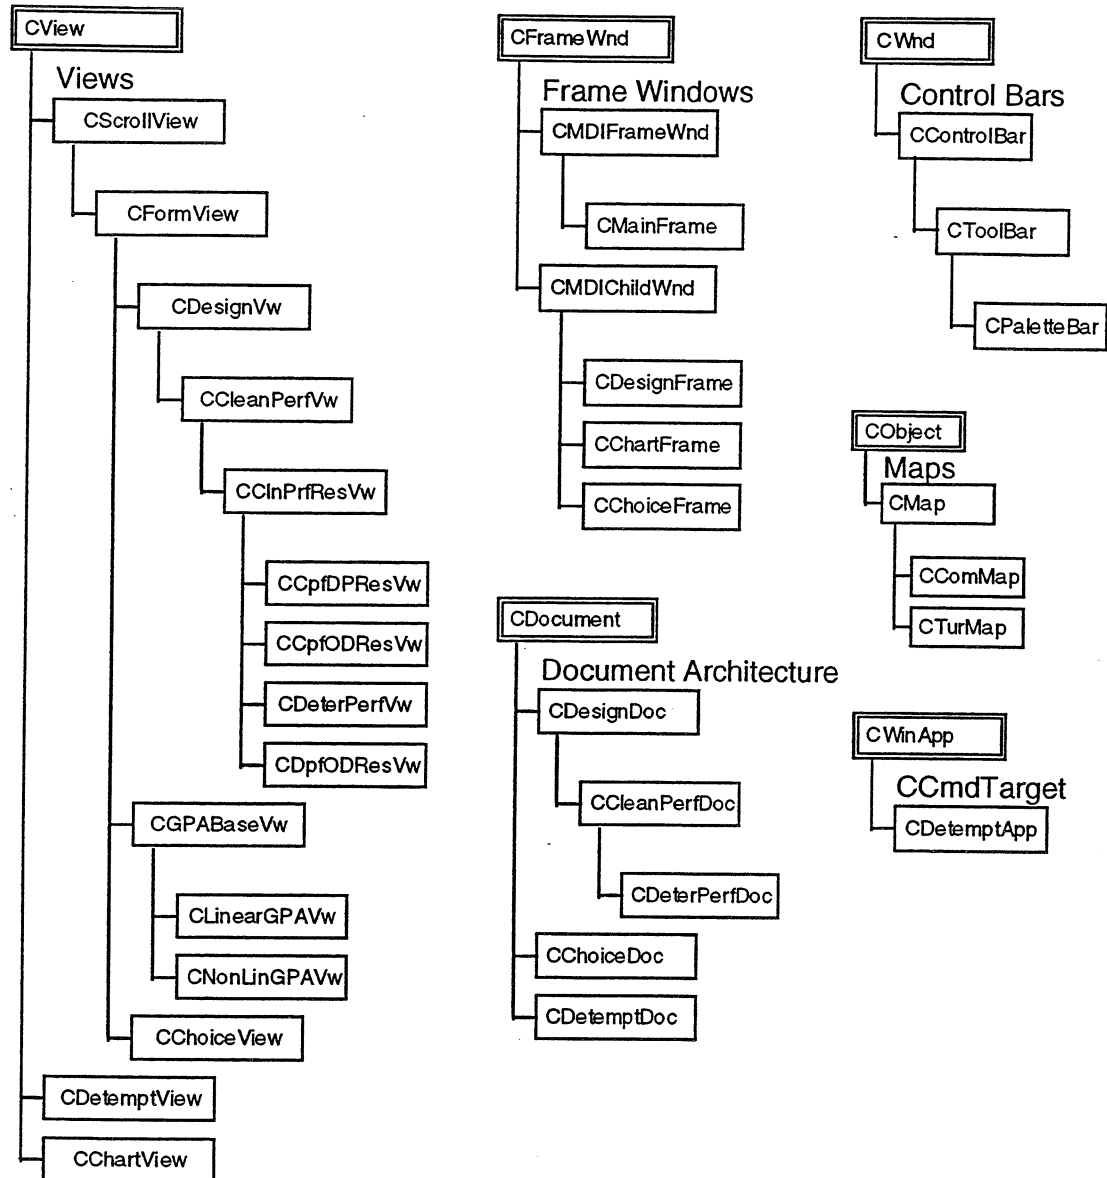 CView
Views
CScrollView
CFormView
CDesignVw
CCleanPerfVw
CClnPrfResVw
CCpfDPResVw
CCpfODResVw
CDeterPerfVw
CDpfODResVw
CGPABaseVw
CLinearGPAVw
CNonLinGPAVw
CChoiceView
CDetemptView
CChartView
CFrameWnd
Frame Windows
CMDIFrameWnd
CMainFrame
CMDIChildWnd
CDesignFrame
CChartFrame
CChoiceFrame
CDocument
Document Architecture
CDesignDoc
CCleanPerfDoc
CDeterPerfDoc
CChoiceDoc
CDetemptDoc
CWnd
Control Bars
CControlBar
CToolBar
CPaletteBar
CObject
Maps
CMap
CComMap
CTurMap
CWinApp
CCmdTarget
CDetemptApp